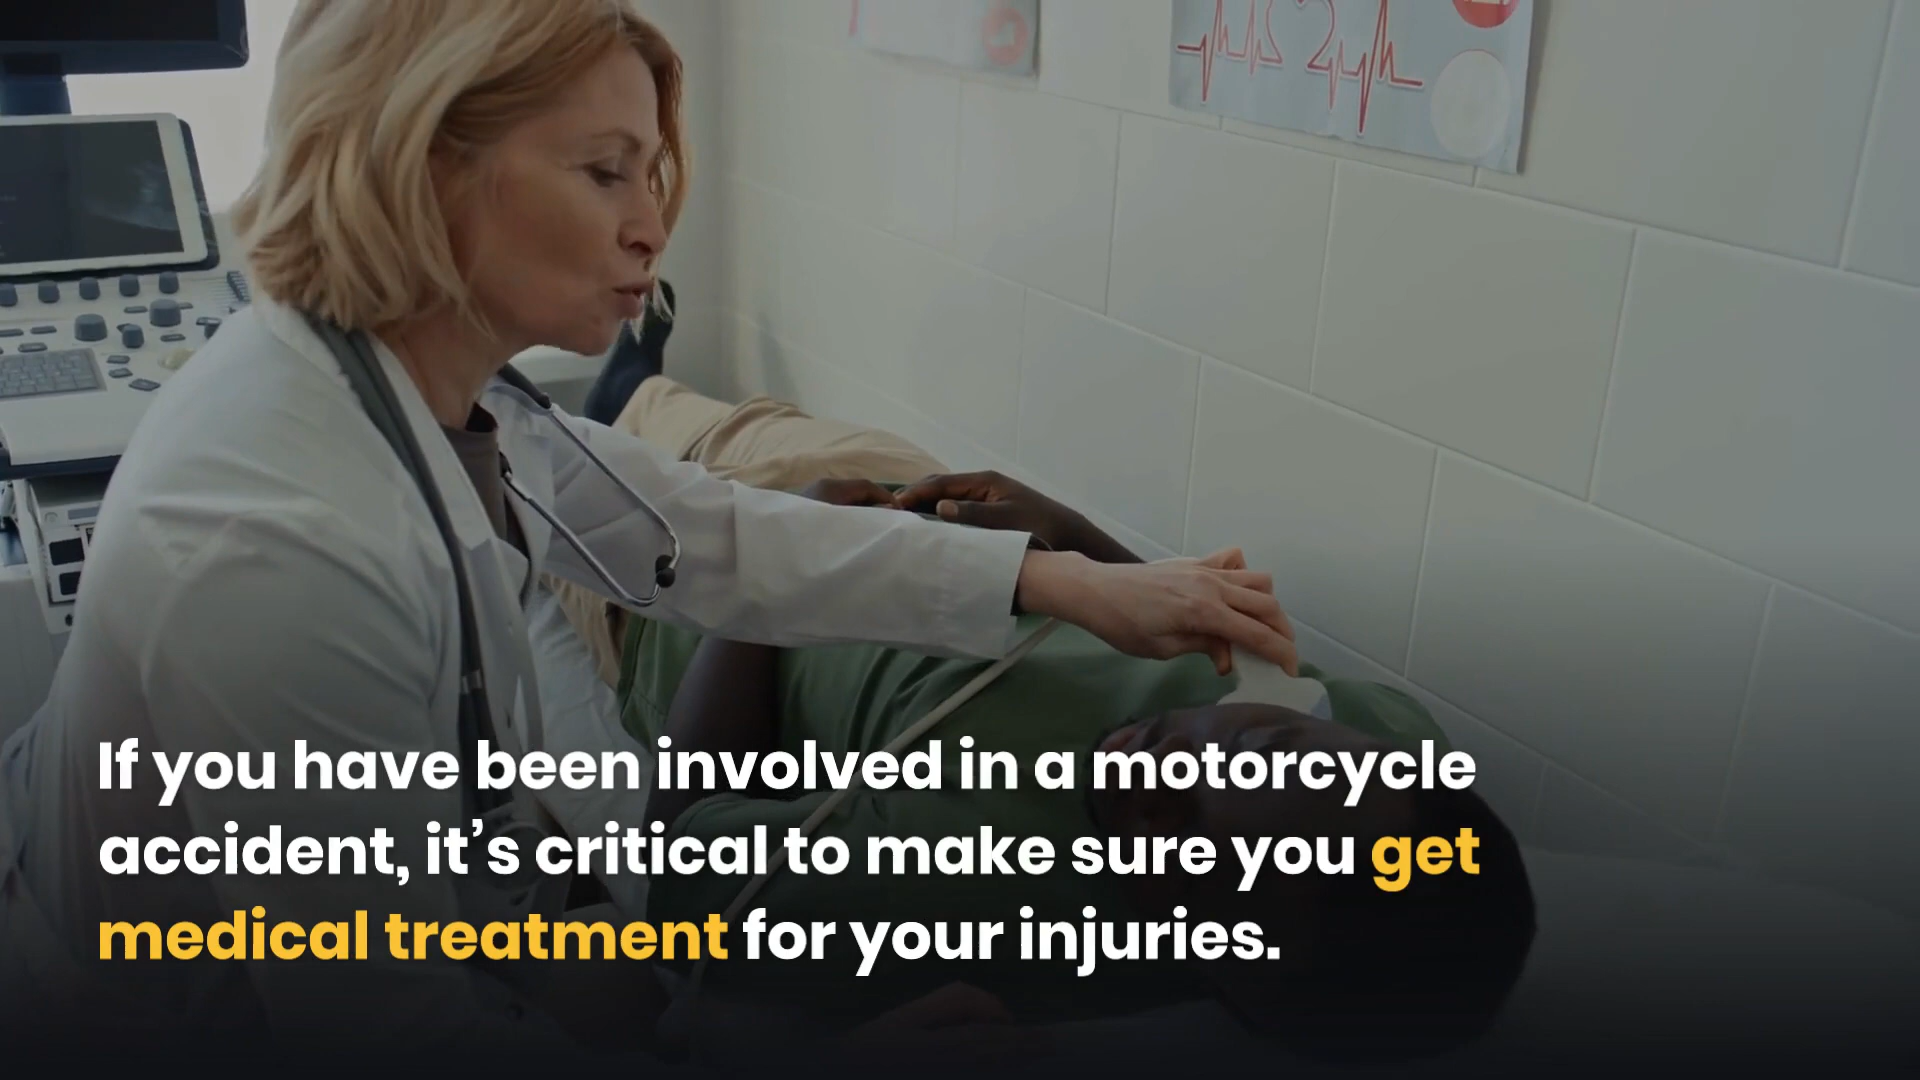 If you have been involved in a motorcycle
accident, it’s critical to make sure you get
medical treatment for your injuries.